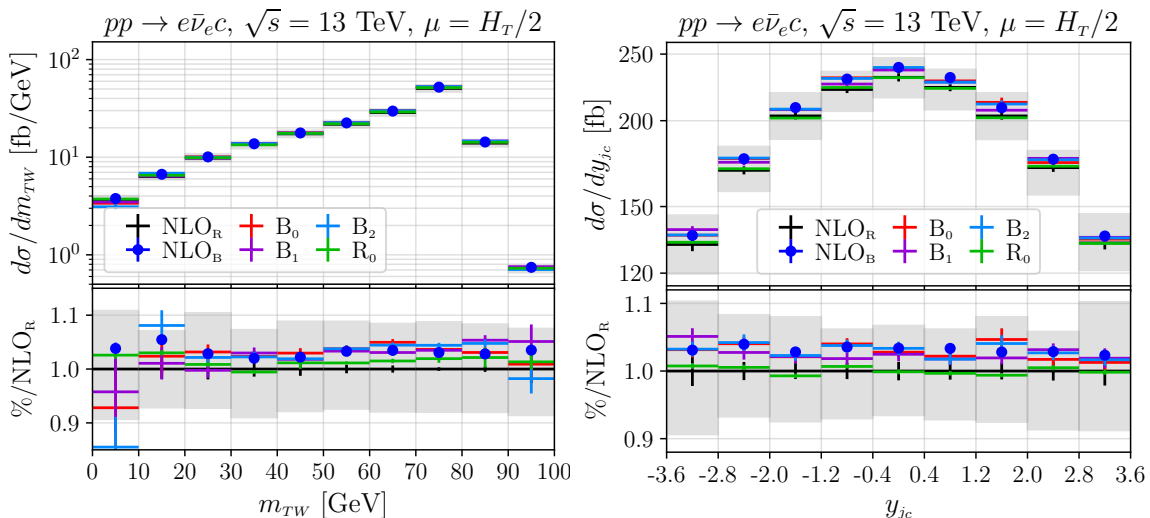 pp → eν̄ₑc, √s = 13 TeV, μ = H_T/2
dσ/dm_TW [fb/GeV]
10²
10¹
10⁰
NLO_R B₀ B₂
NLO_B B₁ R₀
%/NLO_R
1.1
1.0
0.9
0 10 20 30 40 50 60 70 80 90 100
m_TW [GeV]
pp → eν̄ₑc, √s = 13 TeV, μ = H_T/2
dσ/dy_jc [fb]
250
200
150
120
NLO_R B₀ B₂
NLO_B B₁ R₀
%/NLO_R
1.1
1.0
0.9
-3.6 -2.8 -2.0 -1.2 -0.4 0.4 1.2 2.0 2.8 3.6
y_jc